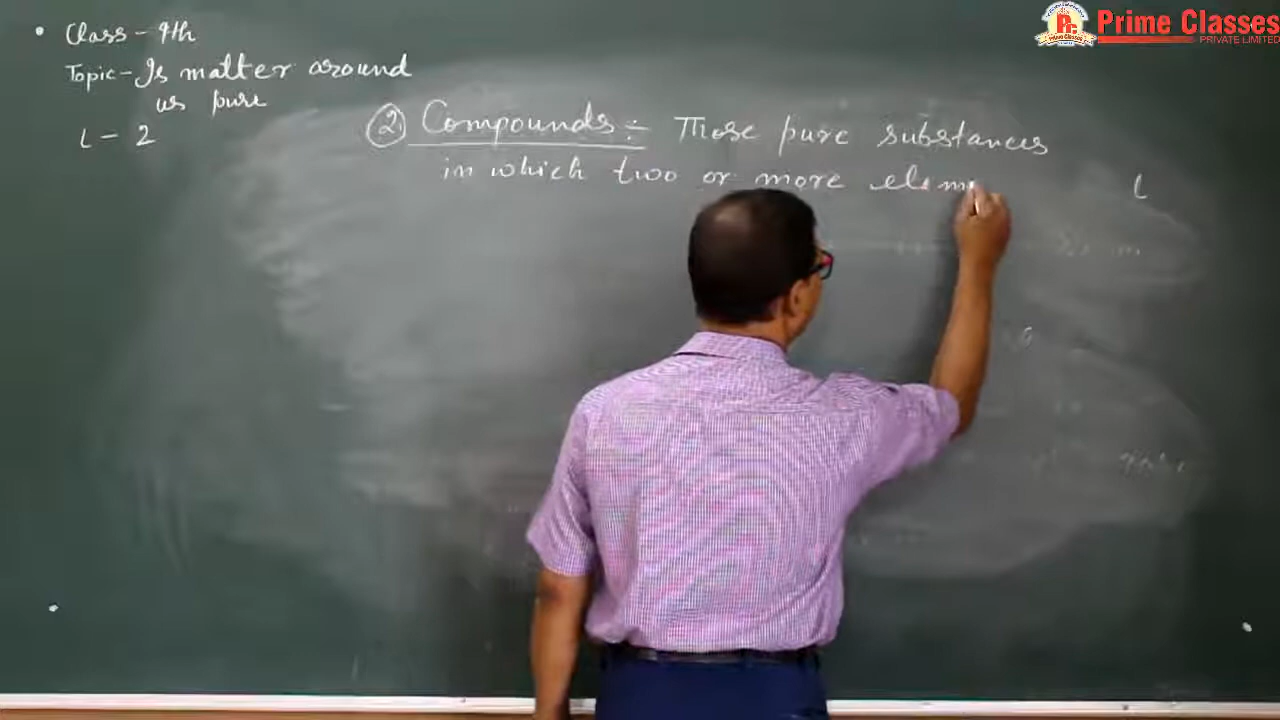 Prime Classes
PRIVATE LIMITED
• Class - 9th
Topic - Is matter around
us pure
L - 2
② Compounds :- Those pure substances
in which two or more elem